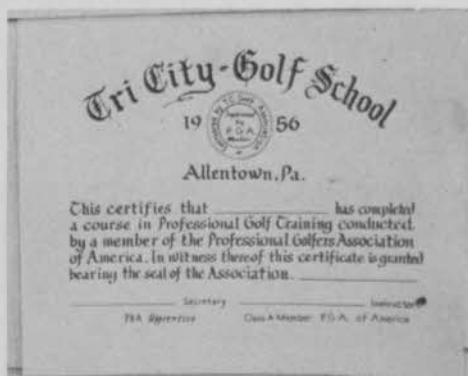 Tri City-Golf School
19 56
Approved by P.G.A.
Allentown, Pa.
This certifies that has completed
a course in Professional Golf Training conducted
by a member of the Professional Golfers Association
of America. In witness thereof this certificate is granted
bearing the seal of the Association.
Secretary Instructor
PGA Apprentice Class A Member P.G.A. of America